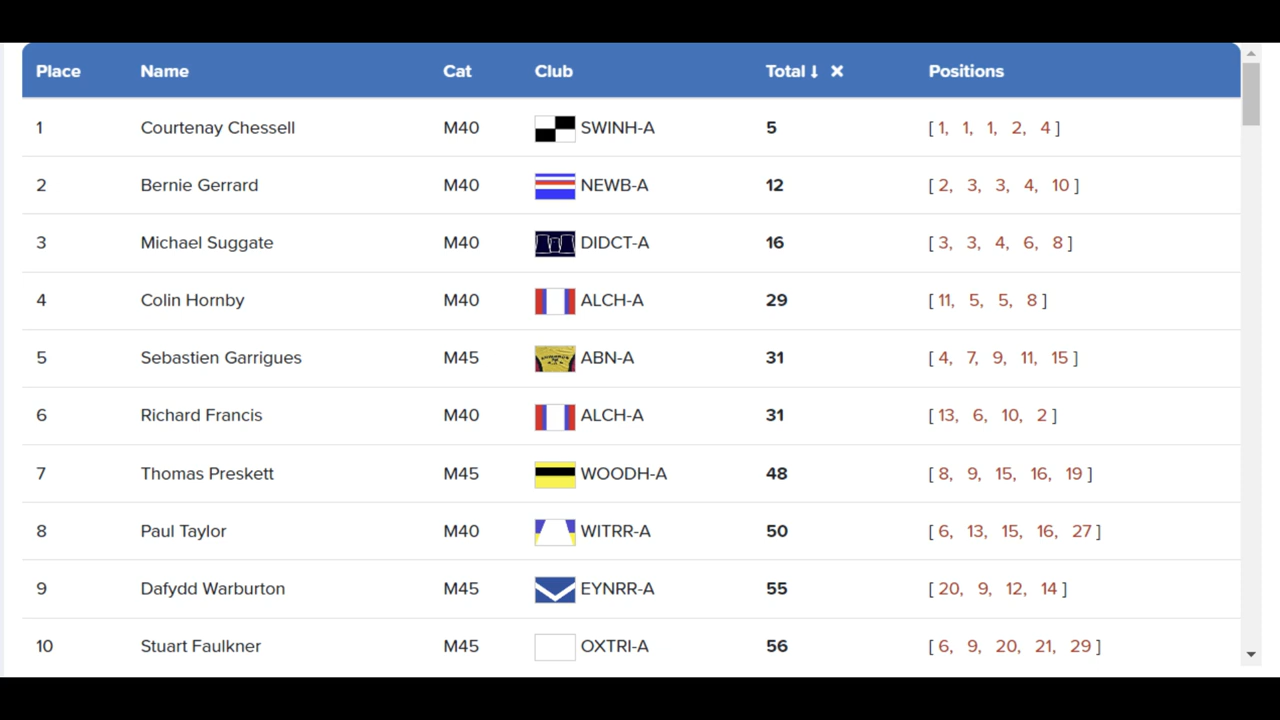 Place Name Cat Club Total ↓ × Positions
1 Courtenay Chessell M40 SWINH-A 5 [ 1, 1, 1, 2, 4 ]
2 Bernie Gerrard M40 NEWB-A 12 [ 2, 3, 3, 4, 10 ]
3 Michael Suggate M40 DIDCT-A 16 [ 3, 3, 4, 6, 8 ]
4 Colin Hornby M40 ALCH-A 29 [ 11, 5, 5, 8 ]
5 Sebastien Garrigues M45 ABN-A 31 [ 4, 7, 9, 11, 15 ]
6 Richard Francis M40 ALCH-A 31 [ 13, 6, 10, 2 ]
7 Thomas Preskett M45 WOODH-A 48 [ 8, 9, 15, 16, 19 ]
8 Paul Taylor M40 WITRR-A 50 [ 6, 13, 15, 16, 27 ]
9 Dafydd Warburton M45 EYNRR-A 55 [ 20, 9, 12, 14 ]
10 Stuart Faulkner M45 OXTRI-A 56 [ 6, 9, 20, 21, 29 ]